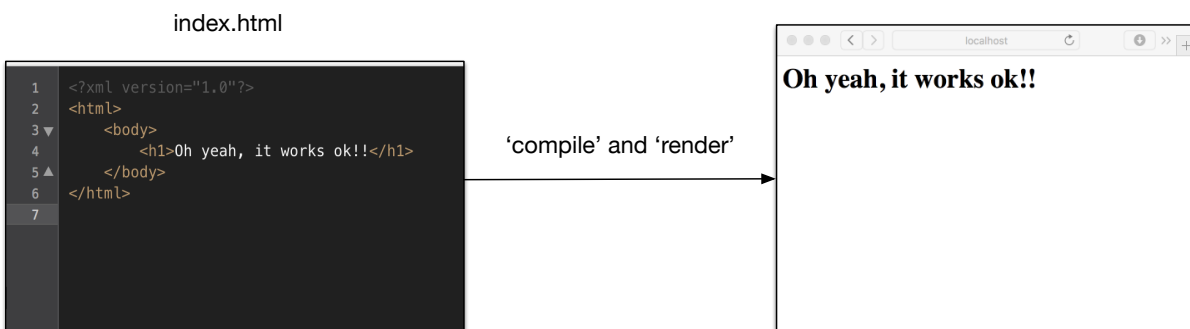 index.html
1 <?xml version="1.0"?>
2 <html>
3 <body>
4 <h1>Oh yeah, it works ok!!</h1>
5 </body>
6 </html>
7
‘compile’ and ‘render’
localhost
Oh yeah, it works ok!!